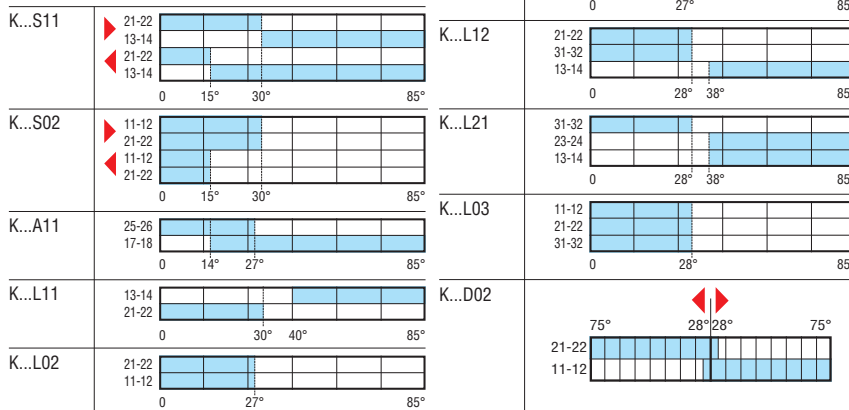 K...S11
21-22
13-14
21-22
13-14
0 15° 30° 85°
K...S02
11-12
21-22
11-12
21-22
0 15° 30° 85°
K...A11
25-26
17-18
0 14° 27° 85°
K...L11
13-14
21-22
0 30° 40° 85°
K...L02
21-22
11-12
0 27° 85°
0 27° 85
K...L12
21-22
31-32
13-14
0 28° 38° 85°
K...L21
31-32
23-24
13-14
0 28° 38° 85°
K...L03
11-12
21-22
31-32
0 28° 85°
K...D02
75° 28° 28° 75°
21-22
11-12